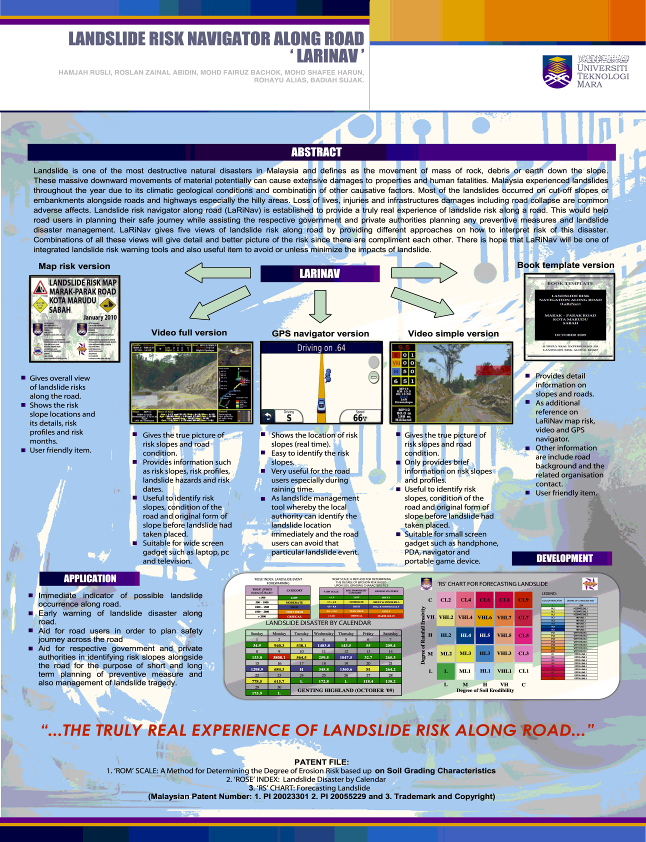 LANDSLIDE RISK NAVIGATOR ALONG ROAD
‘ LARINAV ’
HAMJAH RUSLI, ROSLAN ZAINAL ABIDIN, MOHD FAIRUZ BACHOK, MOHD SHAFEE HARUN,
ROHAYU ALIAS, BADIAH SUJAK.
UNIVERSITI
TEKNOLOGI
MARA
ABSTRACT
Landslide is one of the most destructive natural disasters in Malaysia and defines as the movement of mass of rock, debris or earth down the slope.
These massive downward movements of material potentially can cause extensive damages to properties and human fatalities. Malaysia experienced landslides
throughout the year due to its climatic geological conditions and combination of other causative factors. Most of the landslides occurred on cut-off slopes or
embankments alongside roads and highways especially the hilly areas. Loss of lives, injuries and infrastructures damages including road collapse are common
adverse affects. Landslide risk navigator along road (LaRiNav) is established to provide a truly real experience of landslide risk along a road. This would help
road users in planning their safe journey while assisting the respective government and private authorities planning any preventive measures and landslide
disaster management. LaRiNav gives five views of landslide risk along road by providing different approaches on how to interpret risk of this disaster.
Combinations of all these views will give detail and better picture of the risk since there are compliment each other. There is hope that LaRiNav will be one of
integrated landslide risk warning tools and also useful item to avoid or unless minimize the impacts of landslide.
LARINAV
Map risk version
LANDSLIDE RISK MAP
MARAK-PARAK ROAD
KOTA MARUDU
SABAH
January 2010
Gives overall view
of landslide risks
along the road.
Shows the risk
slope locations and
its details, risk
profiles and risk
months.
User friendly item.
Video full version
Gives the true picture of
risk slopes and road
condition.
Provides information such
as risk slopes, risk profiles,
landslide hazards and risk
dates.
Useful to identify risk
slopes, condition of the
road and original form of
slope before landslide had
taken placed.
Suitable for wide screen
gadget such as laptop, pc
and television.
GPS navigator version
Driving on .64
Shows the location of risk
slopes (real time).
Easy to identify the risk
slopes.
Very useful for the road
users especially during
raining time.
As landslide management
tool whereby the local
authority can identify the
landslide location
immediately and the road
users can avoid that
particular landslide event.
Video simple version
Gives the true picture of
risk slopes and road
condition.
Only provides brief
information on risk slopes
and profiles.
Useful to identify risk
slopes, condition of the
road and original form of
slope before landslide had
taken placed.
Suitable for small screen
gadget such as handphone,
PDA, navigator and
portable game device.
Book template version
BOOK TEMPLATE
LANDSLIDE RISK
NAVIGATION ALONG ROAD
(LaRiNav)
MARAK - PARAK ROAD
KOTA MARUDU
SABAH
OCTOBER 2009
Provides detail
information on
slopes and roads.
As additional
reference on
LaRiNav map risk,
video and GPS
navigator.
Other information
are include road
background and the
related organisation
contact.
User friendly item.
APPLICATION
Immediate indicator of possible landslide
occurrence along road.
Early warning of landslide disaster along
road.
Aid for road users in order to plan safety
journey across the road
Aid for respective government and private
authorities in identifying risk slopes alongside
the road for the purpose of short and long
term planning of preventive measure and
also management of landslide tragedy.
DEVELOPMENT
LANDSLIDE DISASTER BY CALENDAR
Sunday Monday Tuesday Wednesday Thursday Friday Saturday
GENTING HIGHLAND (OCTOBER '09)
'RS' CHART FOR FORECASTING LANDSLIDE
Degree of Rainfall Erosivity
L M H VH C
Degree of Soil Erodibility
“...THE TRULY REAL EXPERIENCE OF LANDSLIDE RISK ALONG ROAD...”
PATENT FILE:
1. ‘ROM’ SCALE: A Method for Determining the Degree of Erosion Risk based up on Soil Grading Characteristics
2. ‘ROSE’ INDEX: Landslide Disaster by Calendar
3. ‘RS’ CHART: Forecasting Landslide
(Malaysian Patent Number: 1. PI 20023301 2. PI 20055229 and 3. Trademark and Copyright)